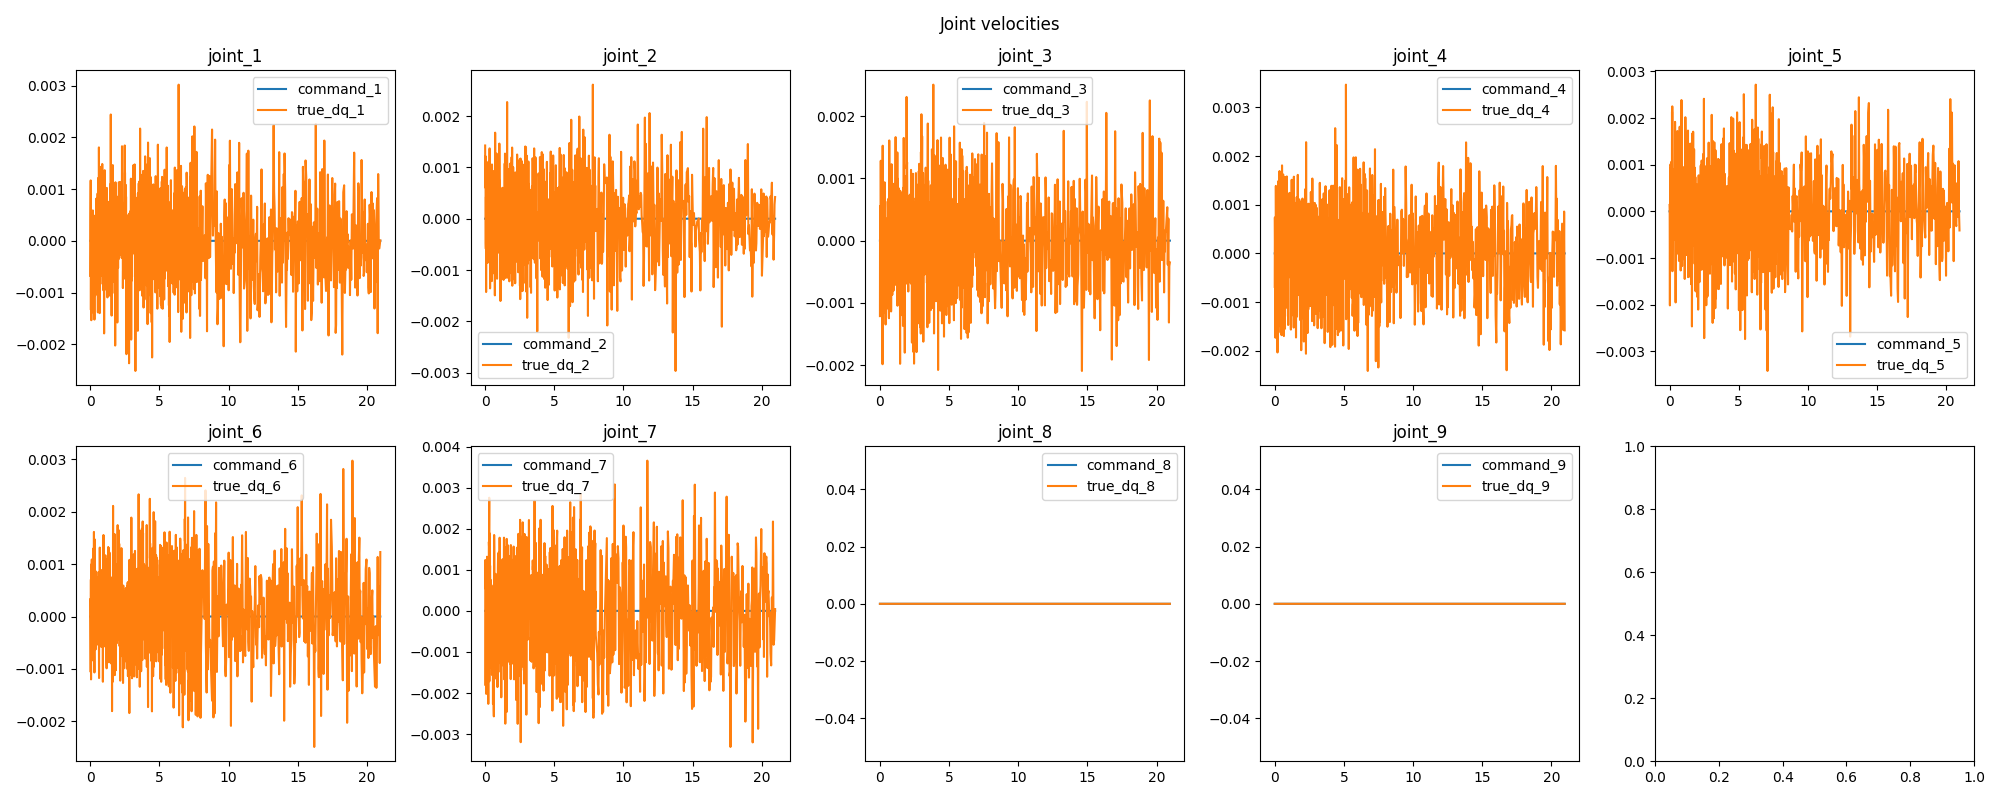 Joint velocities
joint_1
joint_2
joint_3
joint_4
joint_5
0.003
0.002
0.001
0.000
−0.001
−0.002
0 5 10 15 20
command_1
true_dq_1
0.002
0.001
0.000
−0.001
−0.002
−0.003
0 5 10 15 20
command_2
true_dq_2
0.002
0.001
0.000
−0.001
−0.002
0 5 10 15 20
command_3
true_dq_3
0.003
0.002
0.001
0.000
−0.001
−0.002
0 5 10 15 20
command_4
true_dq_4
0.003
0.002
0.001
0.000
−0.001
−0.002
−0.003
0 5 10 15 20
command_5
true_dq_5
joint_6
joint_7
joint_8
joint_9
0.003
0.002
0.001
0.000
−0.001
−0.002
0 5 10 15 20
command_6
true_dq_6
0.004
0.003
0.002
0.001
0.000
−0.001
−0.002
−0.003
0 5 10 15 20
command_7
true_dq_7
0.04
0.02
0.00
−0.02
−0.04
0 5 10 15 20
command_8
true_dq_8
0.04
0.02
0.00
−0.02
−0.04
0 5 10 15 20
command_9
true_dq_9
1.0
0.8
0.6
0.4
0.2
0.0
0.0 0.2 0.4 0.6 0.8 1.0